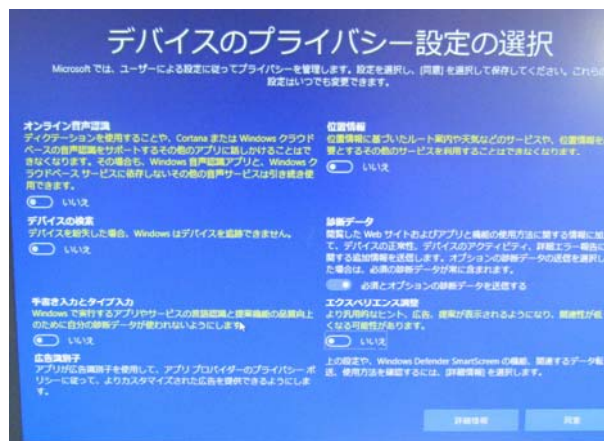 デバイスのプライバシー設定の選択
Microsoft では、ユーザーによる設定に従ってプライバシーを管理します。設定を選択し、[同意] を選択して保存してください。これらの
設定はいつでも変更できます。
オンライン音声認識
ディクテーションを使用することや、Cortana または Windows クラウド
ベースの音声認識をサポートするその他のアプリに話しかけることはで
きなくなります。その場合も、Windows 音声認識アプリと、Windows ク
ラウドベース サービスに依存しないその他の音声サービスは引き続き使
用できます。
いいえ
デバイスの検索
デバイスを紛失した場合、Windows はデバイスを追跡できません。
いいえ
手書き入力とタイプ入力
Windows で実行するアプリやサービスの言語認識と提案機能の品質向上
のために自分の診断データが使われないようにします。
いいえ
広告識別子
アプリが広告識別子を使用して、アプリ プロバイダーのプライバシー ポ
リシーに従って、よりカスタマイズされた広告を提供できるようにしま
す。
位置情報
位置情報に基づいたルート案内や天気などのサービスや、位置情報を必
要とするその他のサービスを利用することはできなくなります。
いいえ
診断データ
閲覧した Web サイトおよびアプリと機能の使用方法に関する情報に加え
て、デバイスの正常性、デバイスのアクティビティ、詳細エラー報告に
関する追加情報を送信します。オプションの診断データの送信を選択し
た場合は、必須の診断データが常に含まれます。
必須とオプションの診断データを送信する
エクスペリエンス調整
より汎用的なヒント、広告、提案が表示されるようになり、関連性が低
くなる可能性があります。
いいえ
上の設定や、Windows Defender SmartScreen の機能、関連するデータ転
送、使用方法を確認するには、[詳細情報] を選択します。
詳細情報
同意